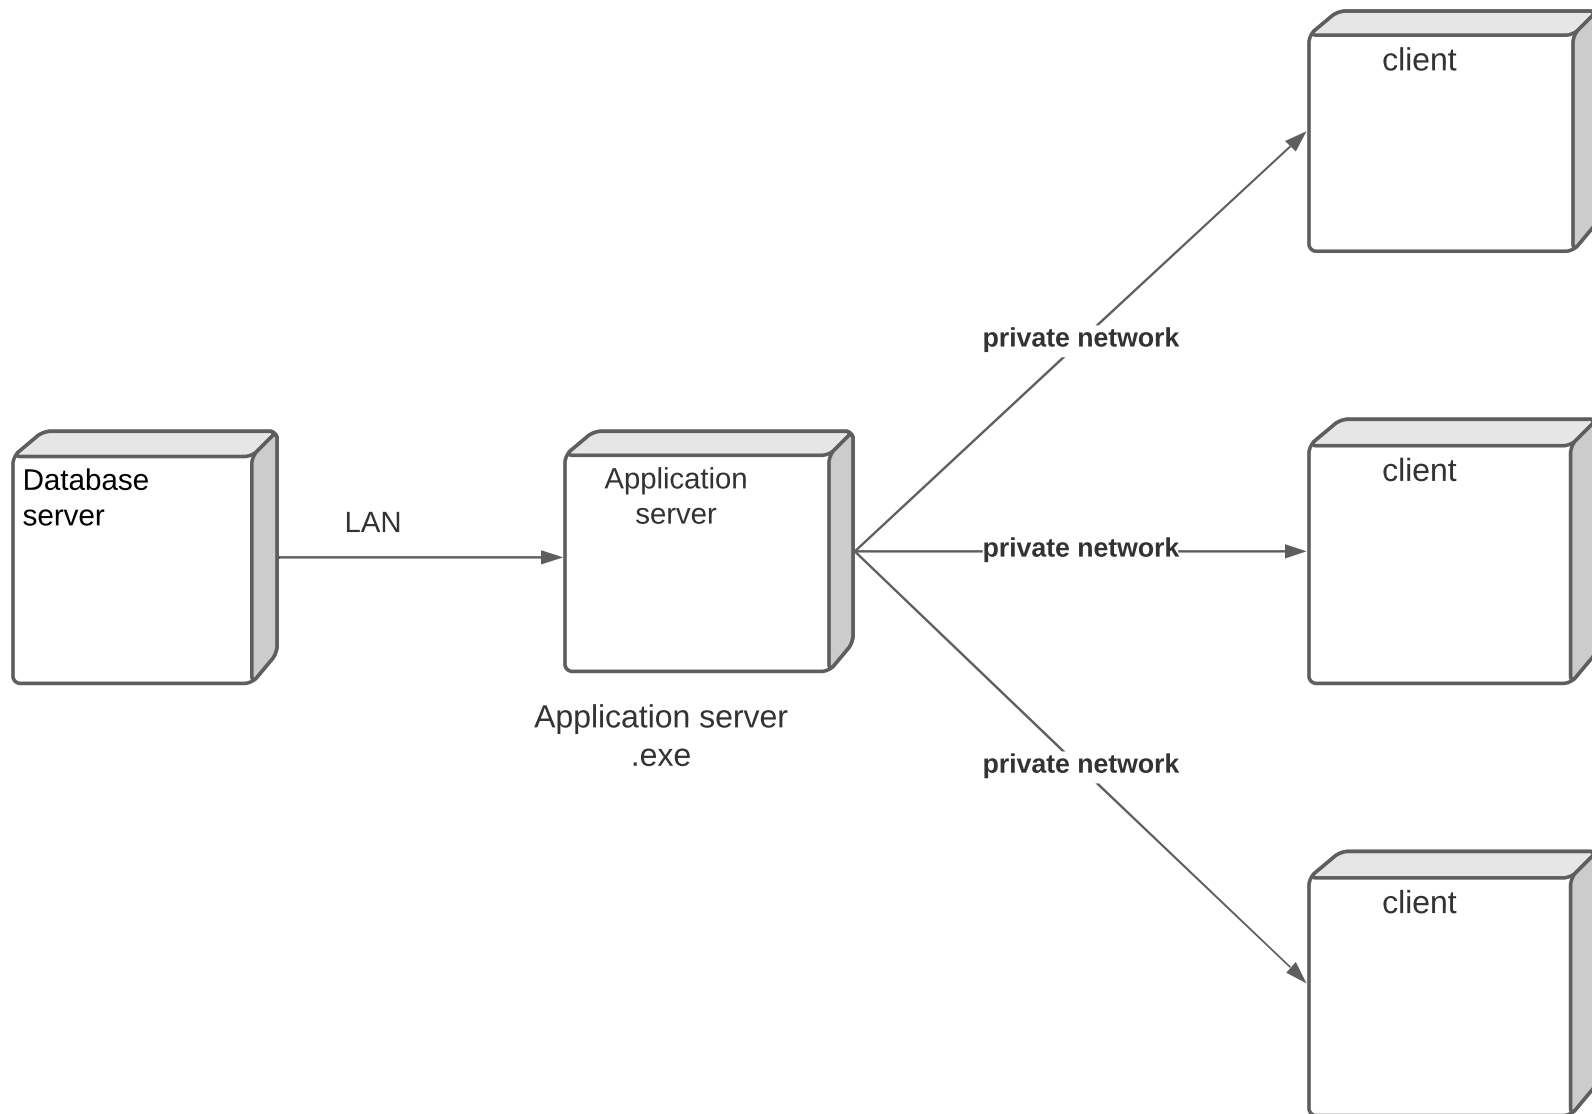 client
private network
Database
server
LAN
Application
server
client
private network
Application server
.exe
private network
client